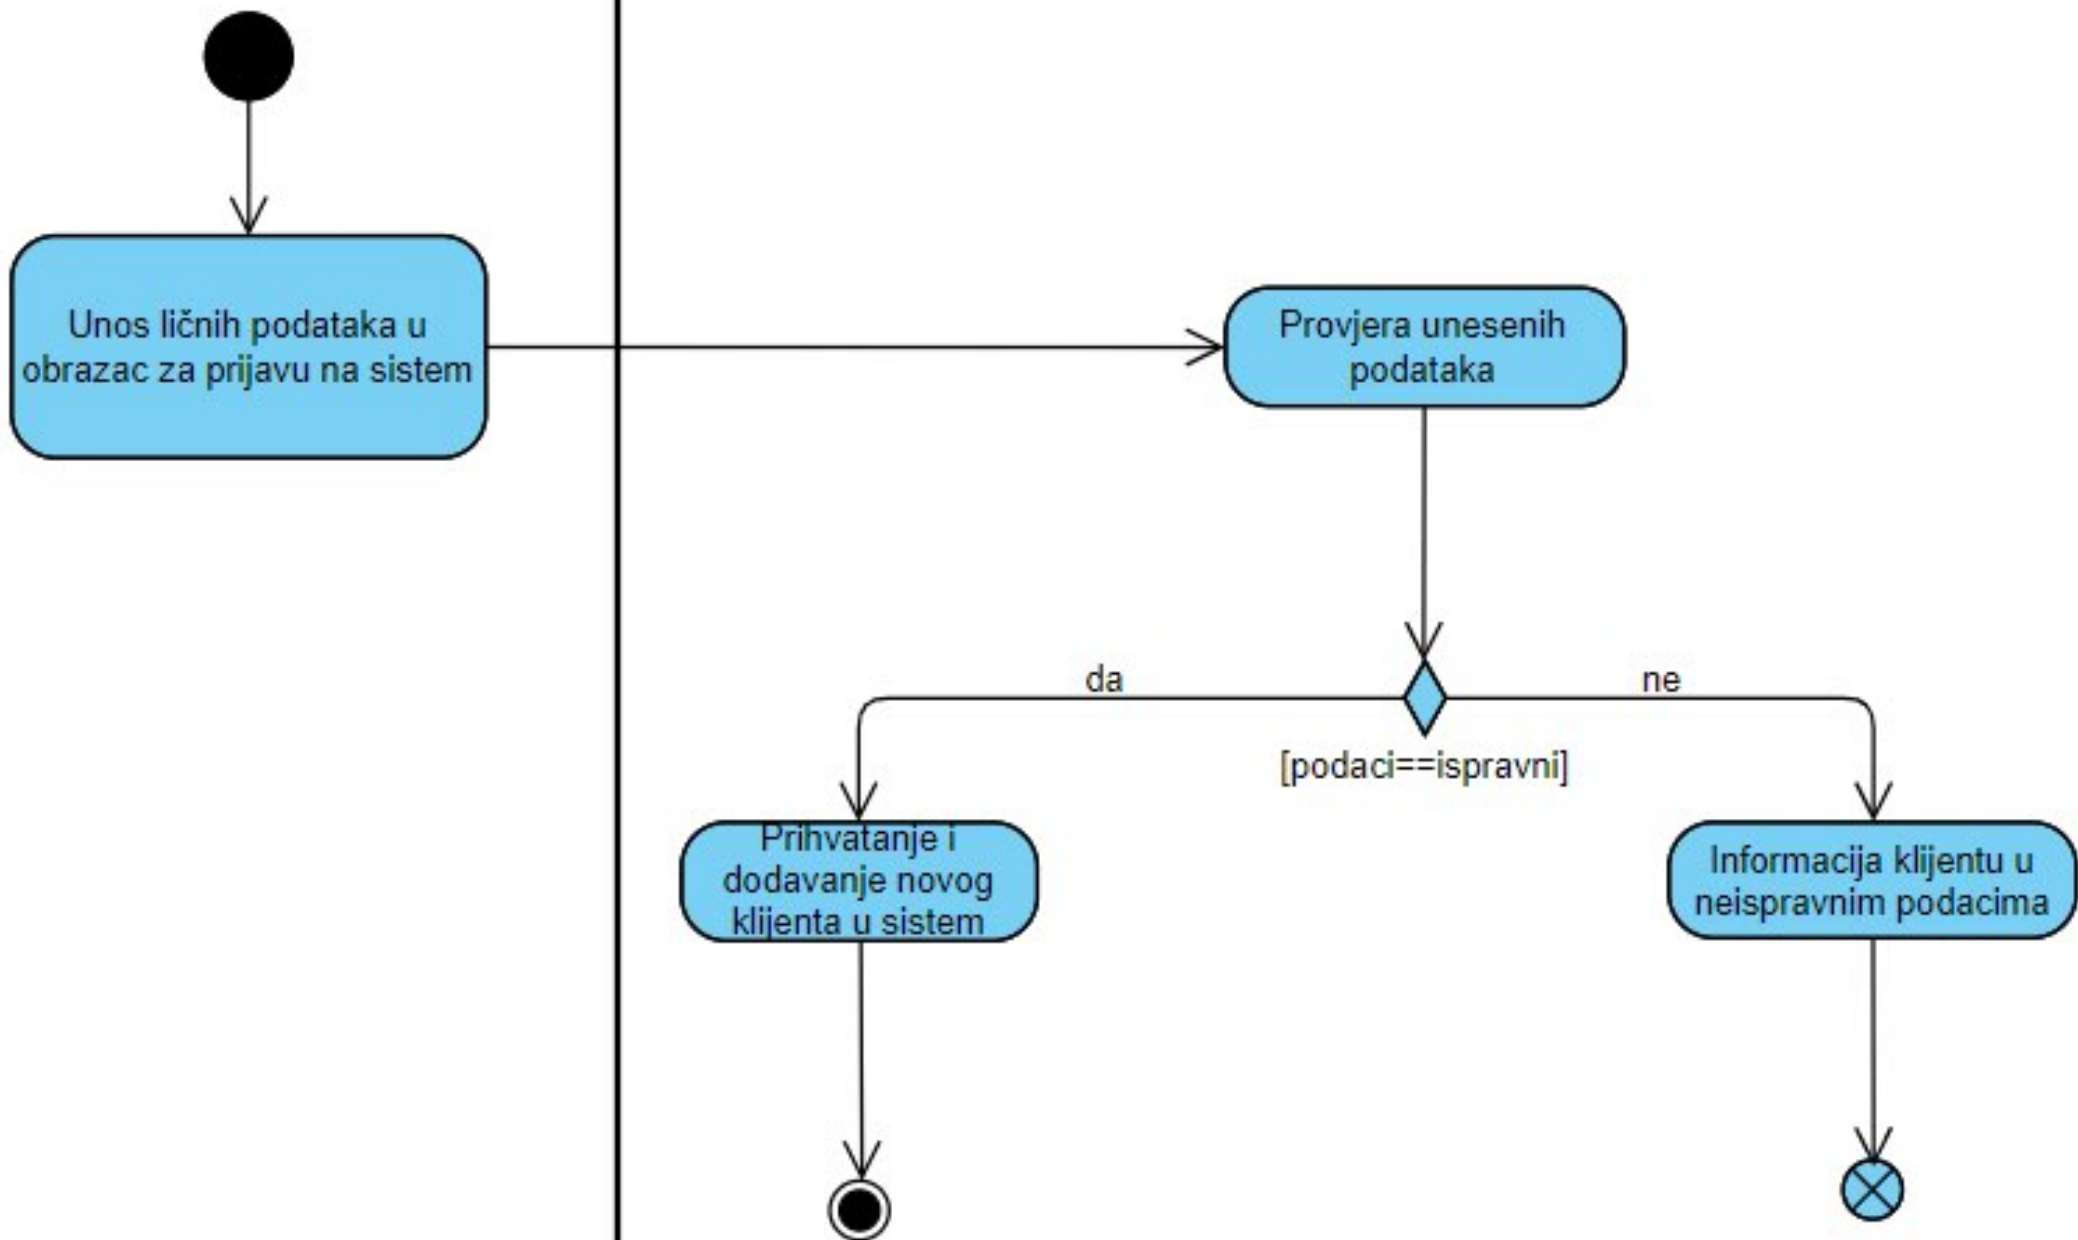 Unos ličnih podataka u
obrazac za prijavu na sistem
Provjera unesenih
podataka
da
ne
[podaci==ispravni]
Prihvatanje i
dodavanje novog
klijenta u sistem
Informacija klijentu u
neispravnim podacima